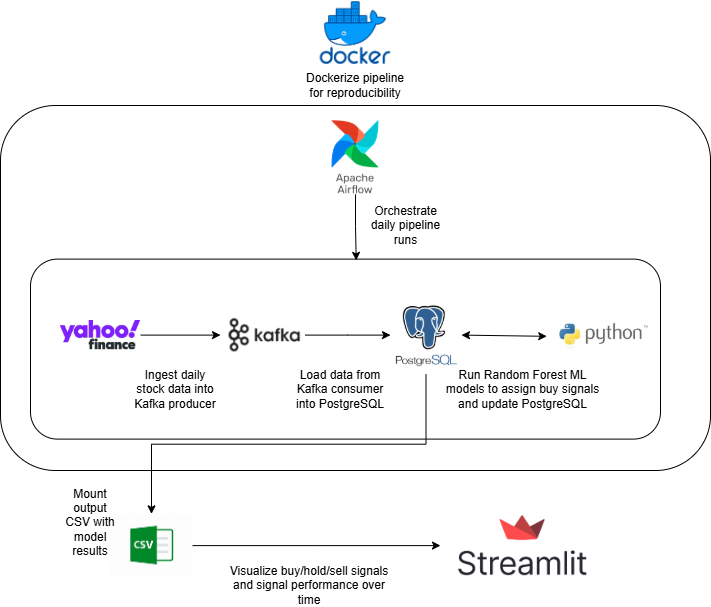 docker
Dockerize pipeline
for reproducibility
Apache
Airflow
Orchestrate
daily pipeline
runs
yahoo!
finance
kafka
PostgreSQL
python™
Ingest daily
stock data into
Kafka producer
Load data from
Kafka consumer
into PostgreSQL
Run Random Forest ML
models to assign buy signals
and update PostgreSQL
Mount
output
CSV with
model
results
CSV
Streamlit
Visualize buy/hold/sell signals
and signal performance over
time